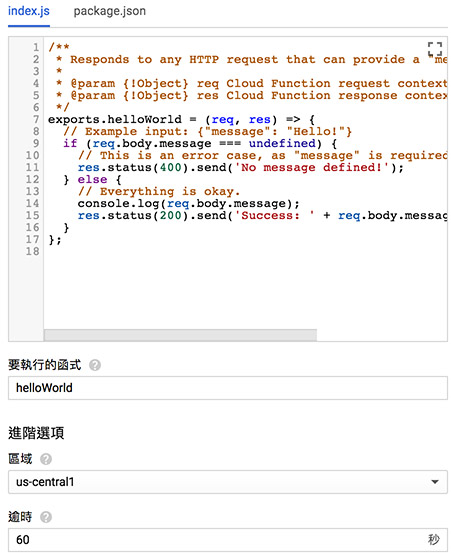 index.js package.json
1 /**
2 * Responds to any HTTP request that can provide a "me
3 *
4 * @param {!Object} req Cloud Function request context
5 * @param {!Object} res Cloud Function response contex
6 */
7 exports.helloWorld = (req, res) => {
8 // Example input: {"message": "Hello!"}
9 if (req.body.message === undefined) {
10 // This is an error case, as "message" is required
11 res.status(400).send('No message defined!');
12 } else {
13 // Everything is okay.
14 console.log(req.body.message);
15 res.status(200).send('Success: ' + req.body.messag
16 }
17 };
18
要執行的函式 ?
helloWorld
進階選項
區域 ?
us-central1
逾時 ?
60 秒